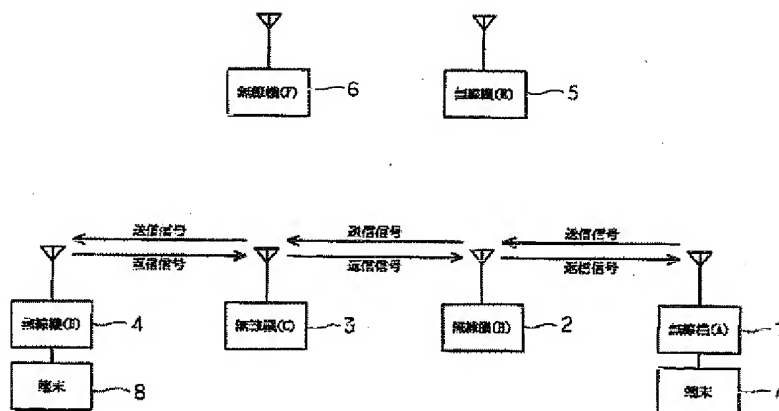 無線機(F) 6
無線機(E) 5
送信信号 送信信号 送信信号
返信信号 返信信号 返信信号
無線機(D) 4 無線機(C) 3 無線機(B) 2 無線機(A)
端末 8 端末